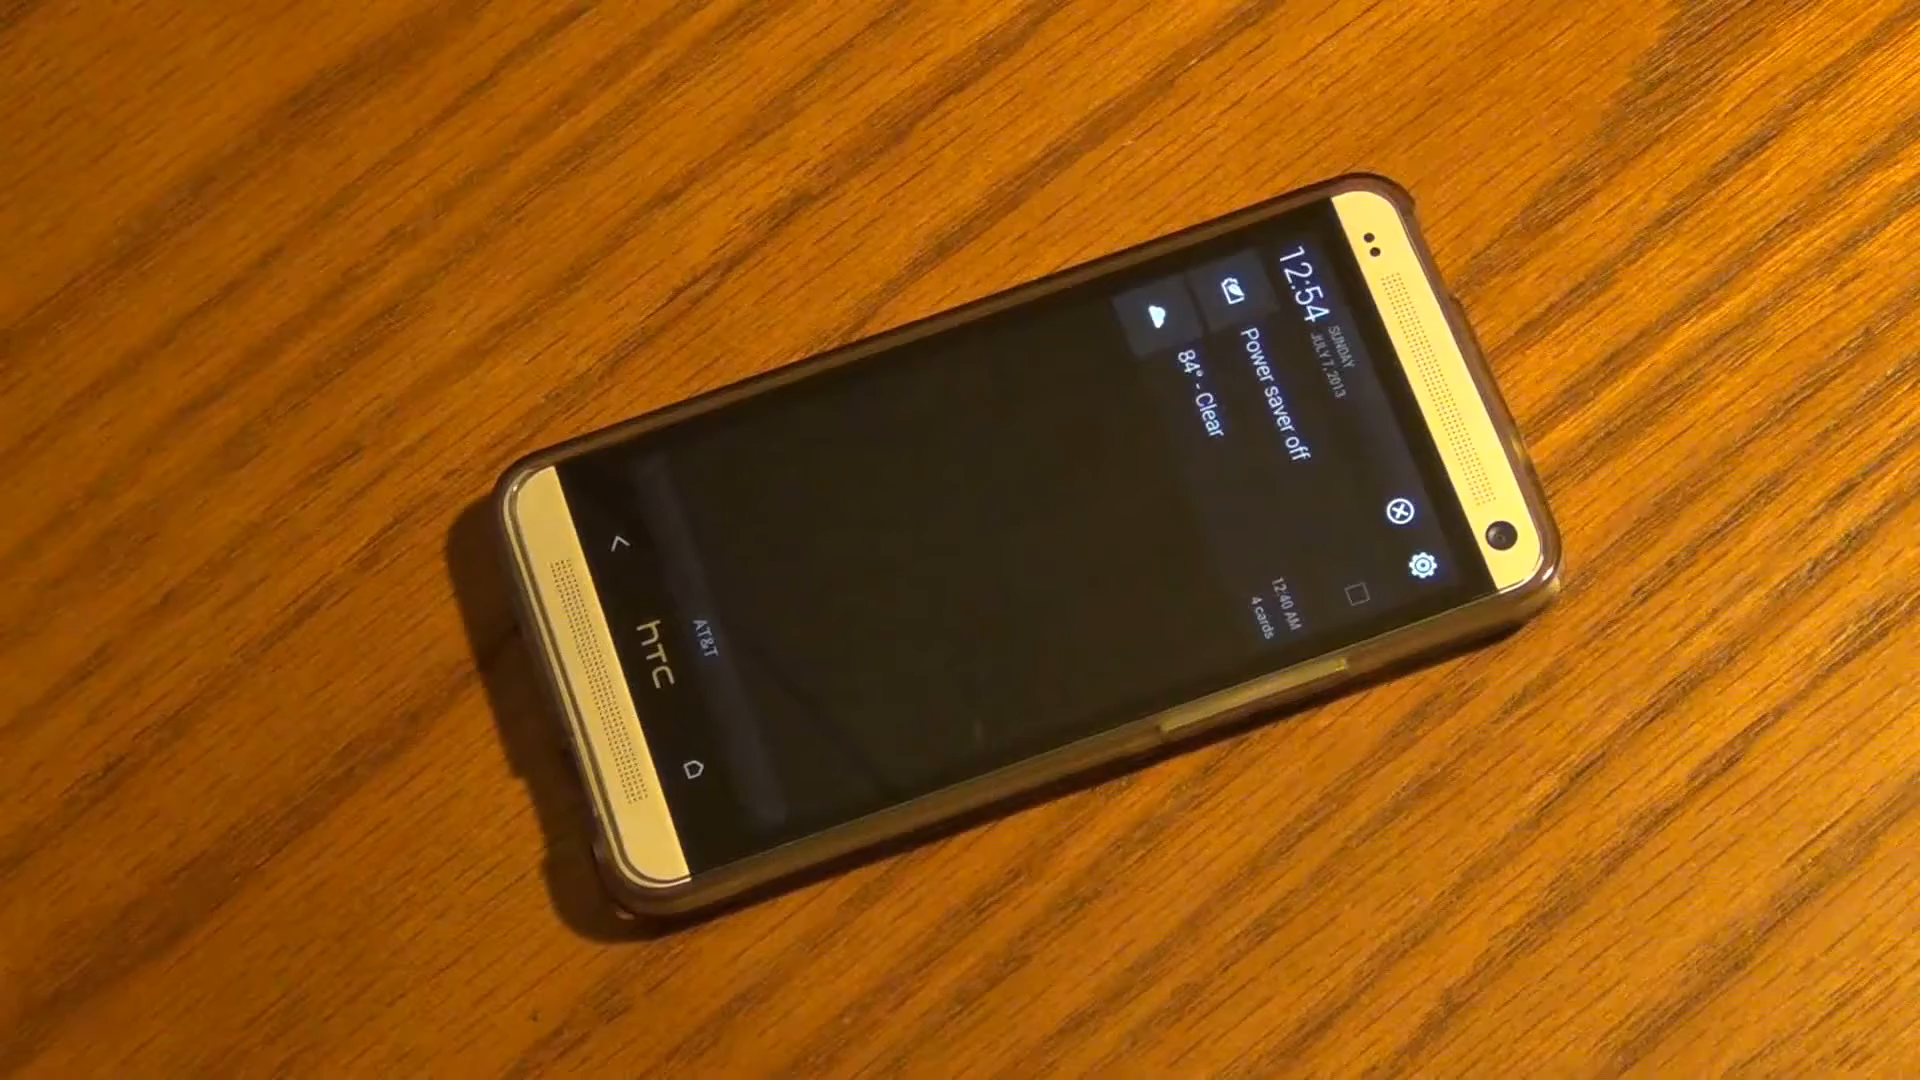 12:54
SUNDAY
JULY 7, 2013
Power saver off
84° - Clear
12:40 AM
4 cards
AT&T
hTC